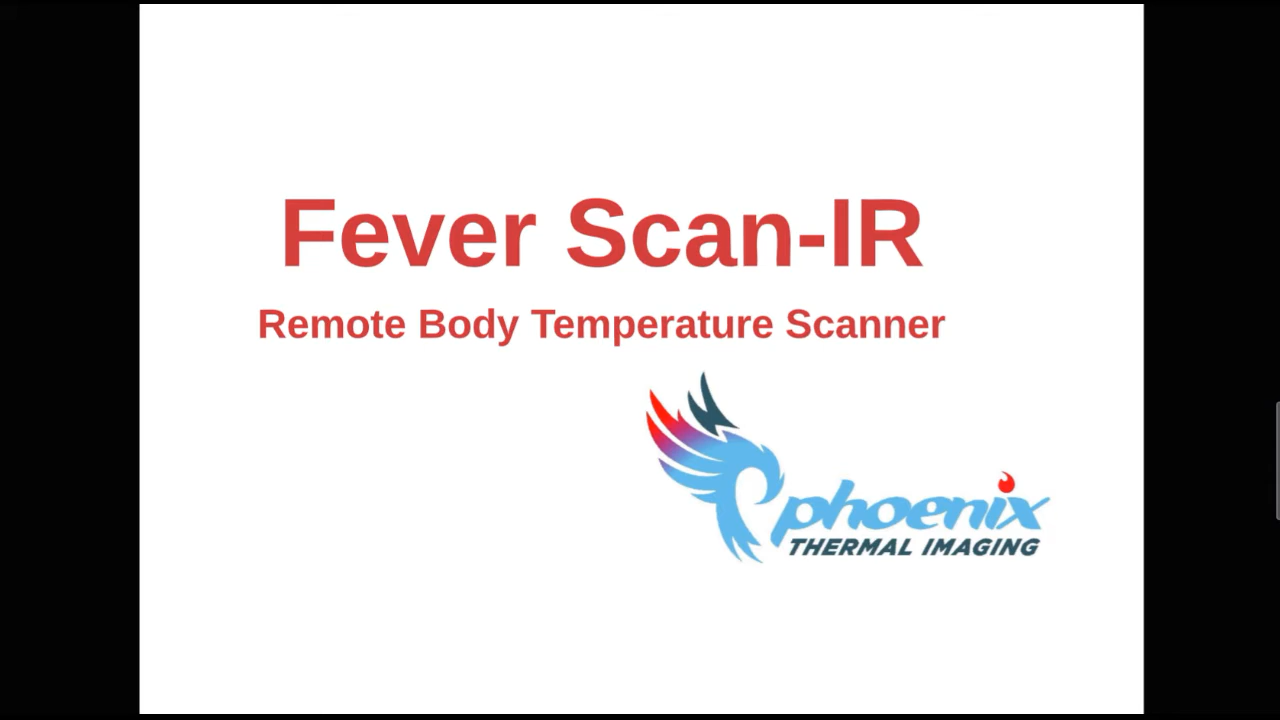 Fever Scan-IR
Remote Body Temperature Scanner
phoenix
THERMAL IMAGING